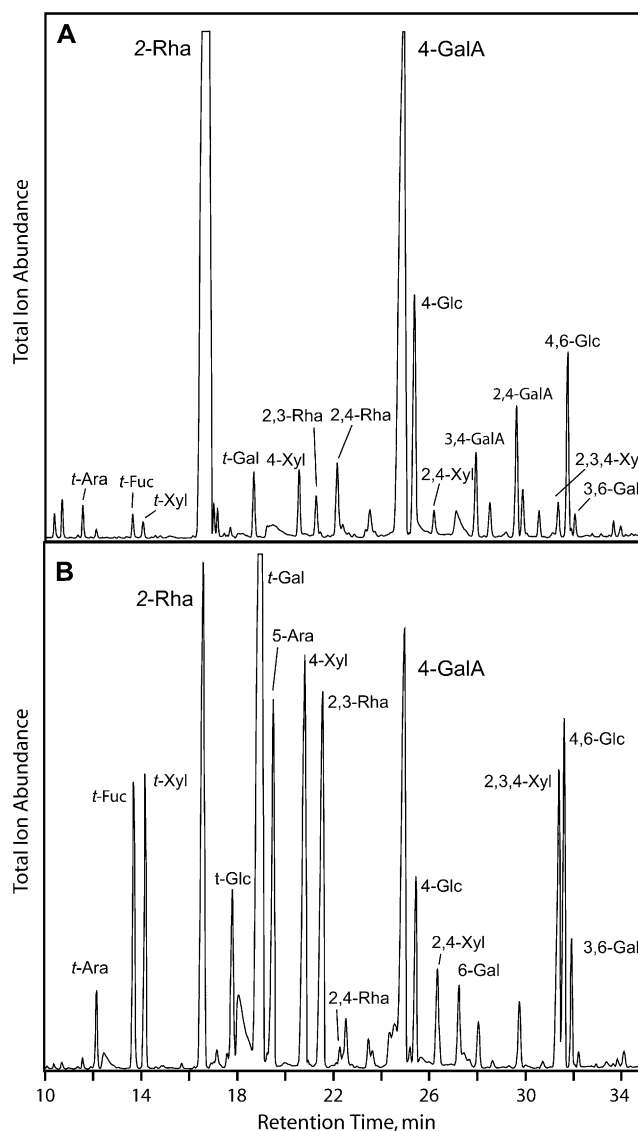 A
2-Rha
4-GalA
4-Glc
4,6-Glc
2,4-GalA
2,3-Rha
2,4-Rha
3,4-GalA
t-Gal
4-Xyl
t-Ara
t-Fuc
t-Xyl
2,4-Xyl
2,3,4-Xy
3,6-Gal
Total Ion Abundance
B
2-Rha
t-Gal
5-Ara
4-Xyl
4-GalA
2,3-Rha
4,6-Glc
t-Fuc
t-Xyl
2,3,4-Xyl
t-Glc
4-Glc
2,4-Xyl
3,6-Gal
t-Ara
6-Gal
2,4-Rha
Total Ion Abundance
10
14
18
22
26
30
34
Retention Time, min